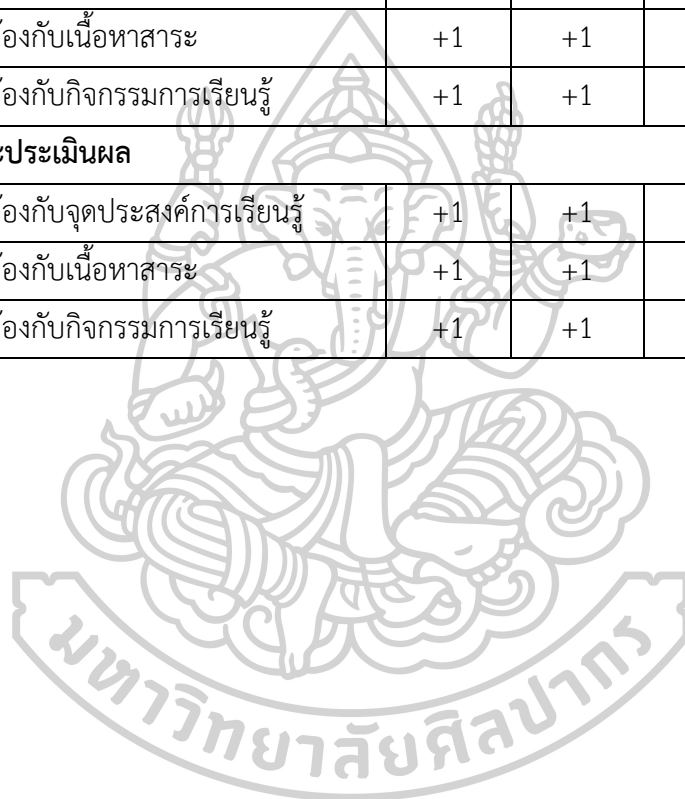 ้องกับเนื้อหาสาระ +1 +1
้องกับกิจกรรมการเรียนรู้ +1 +1
ะประเมินผล
้องกับจุดประสงค์การเรียนรู้ +1 +1
้องกับเนื้อหาสาระ +1 +1
้องกับกิจกรรมการเรียนรู้ +1 +1
มหาวิทยาลัยศิลปากร